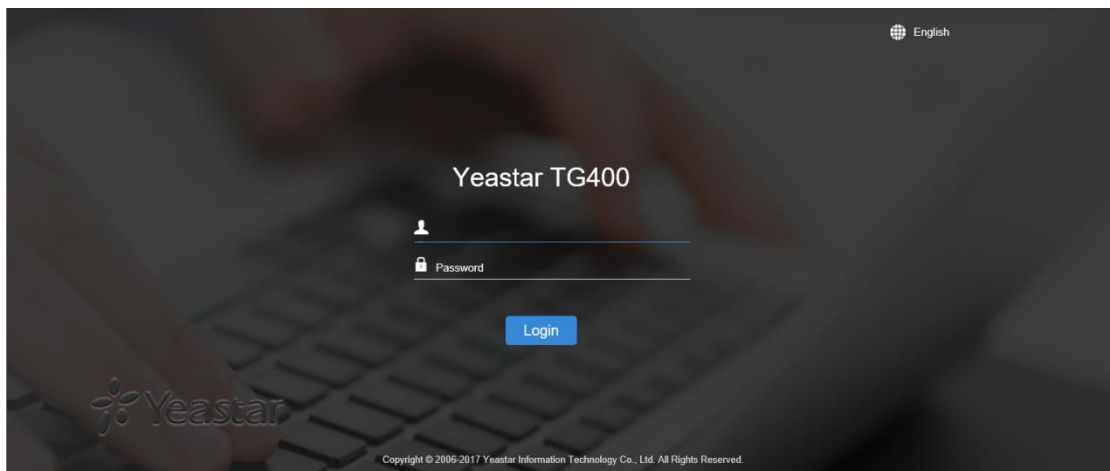 English
Yeastar TG400
Password
Login
Yeastar
Copyright © 2006-2017 Yeastar Information Technology Co., Ltd. All Rights Reserved.